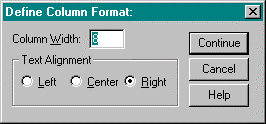 Define Column Format:
Column Width: 8
Continue
Text Alignment
Left Center Right
Cancel
Help